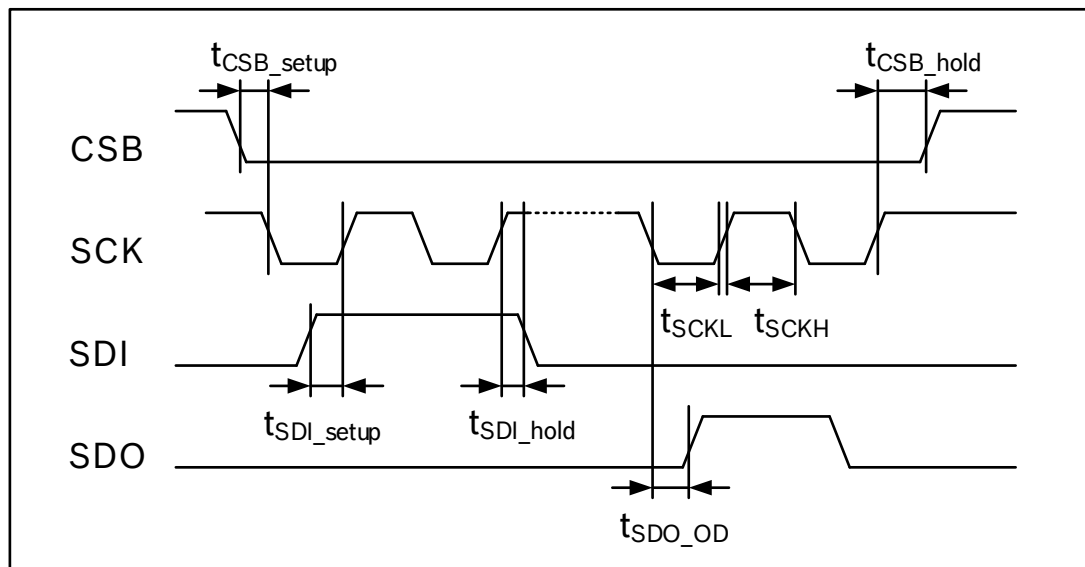 tCSB_setup
tCSB_hold
CSB
SCK
tSCKL
tSCKH
SDI
tSDI_setup
tSDI_hold
SDO
tSDO_OD